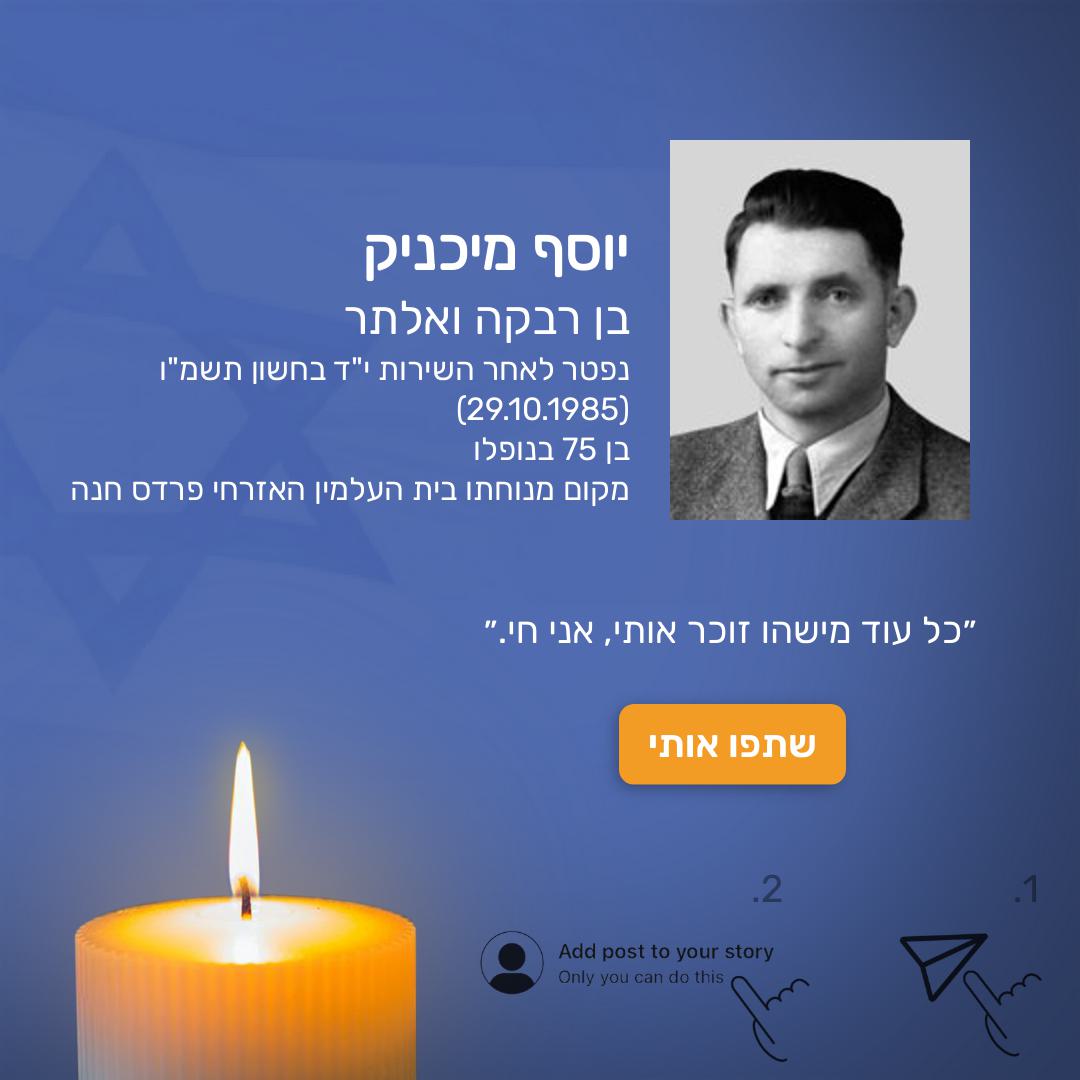 יוסף מיכניק
בן רבקה ואלתר
נפטר לאחר השירות י"ד בחשון תשמ"ו
(29.10.1985)
בן 75 בנופלו
מקום מנוחתו בית העלמין האזרחי פרדס חנה
״כל עוד מישהו זוכר אותי, אני חי.״
שתפו אותי
1.
2.
Add post to your story
Only you can do this